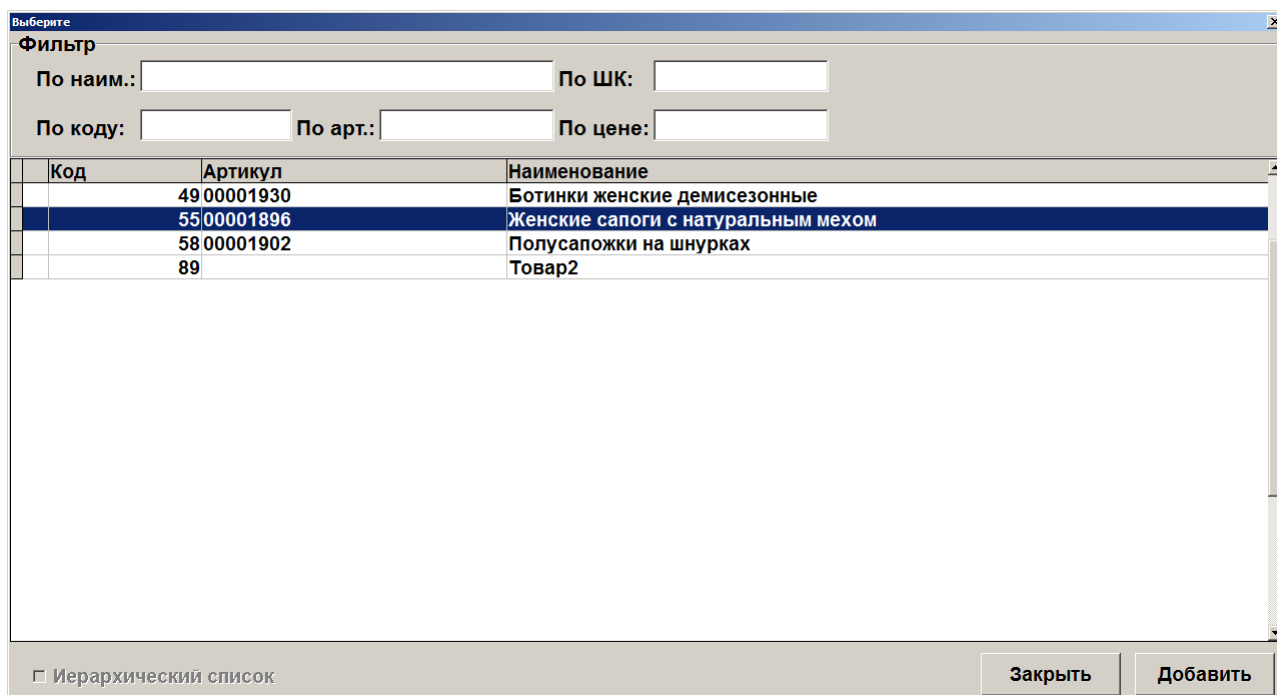 Выберите
Фильтр
По наим.: По ШК:
По коду: По арт.: По цене:
Код Артикул Наименование
49 00001930 Ботинки женские демисезонные
55 00001896 Женские сапоги с натуральным мехом
58 00001902 Полусапожки на шнурках
89 Товар2
Иерархический список Закрыть Добавить